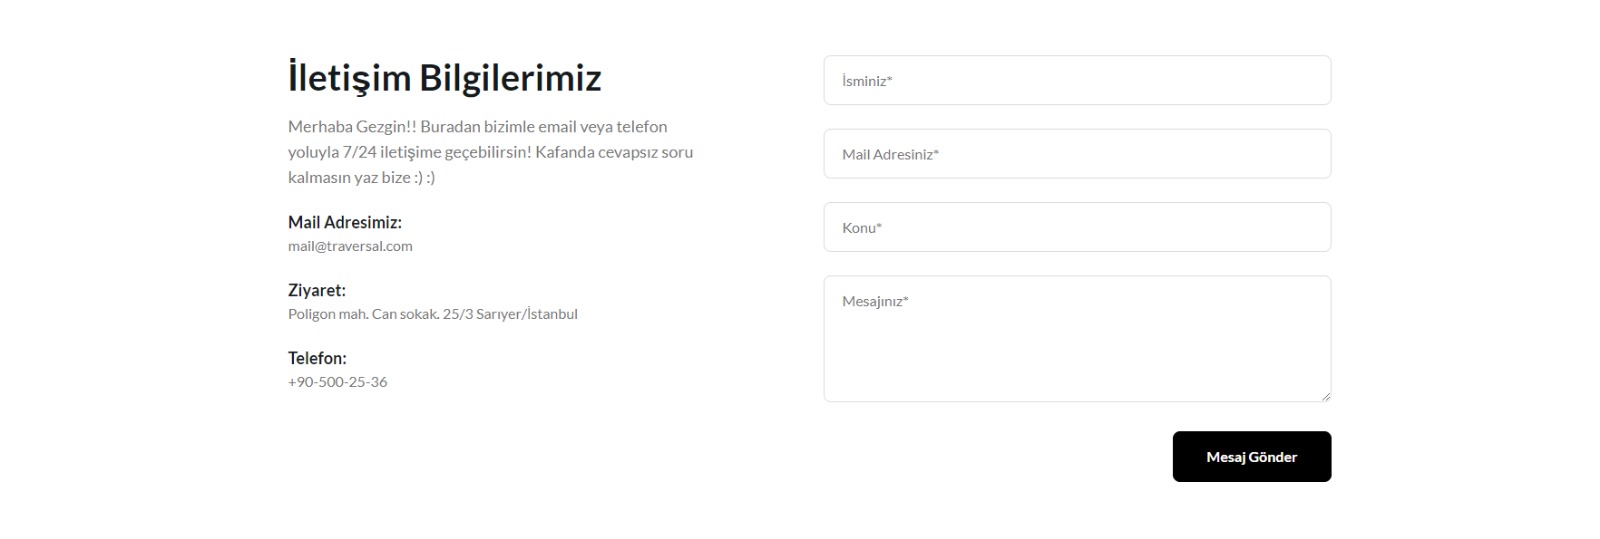 İletişim Bilgilerimiz
Merhaba Gezgin!! Buradan bizimle email veya telefon
yoluyla 7/24 iletişime geçebilirsin! Kafanda cevapsız soru
kalmasın yaz bize :) :)
Mail Adresimiz:
mail@traversal.com
Ziyaret:
Poligon mah. Can sokak. 25/3 Sarıyer/İstanbul
Telefon:
+90-500-25-36
İsminiz*
Mail Adresiniz*
Konu*
Mesajınız*
Mesaj Gönder